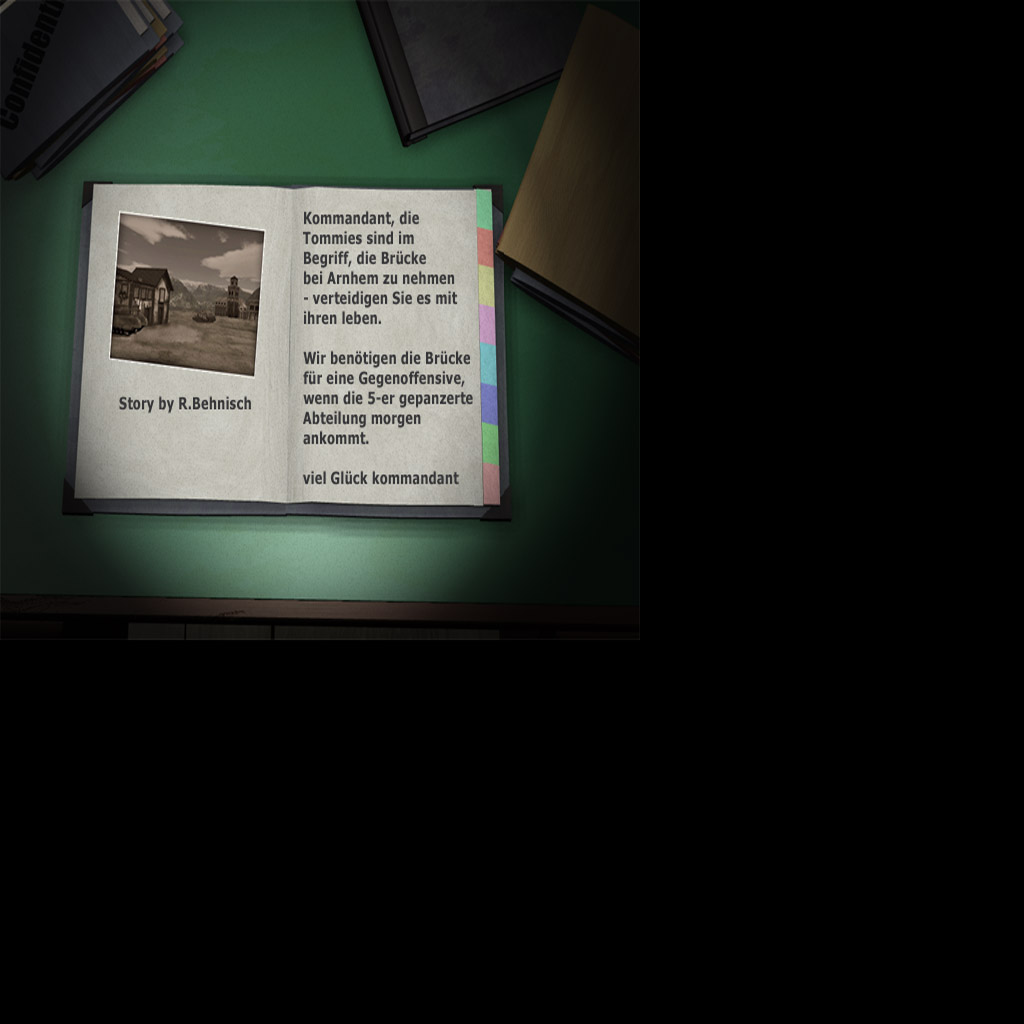 Confident
Story by R.Behnisch
Kommandant, die
Tommies sind im
Begriff, die Brücke
bei Arnhem zu nehmen
- verteidigen Sie es mit
ihren leben.
Wir benötigen die Brücke
für eine Gegenoffensive,
wenn die 5-er gepanzerte
Abteilung morgen
ankommt.
viel Glück kommandant